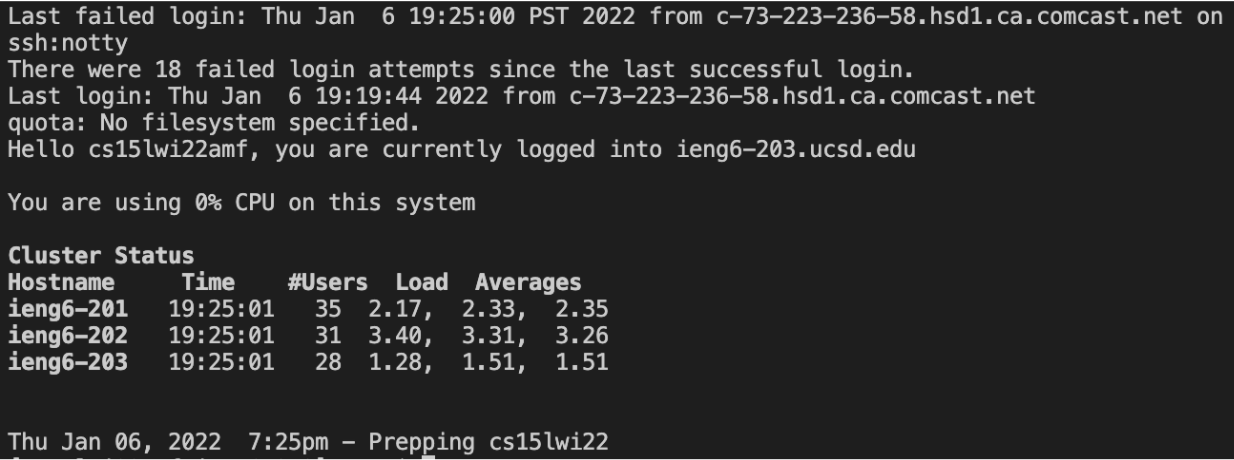 Last failed login: Thu Jan  6 19:25:00 PST 2022 from c-73-223-236-58.hsd1.ca.comcast.net on
ssh:notty
There were 18 failed login attempts since the last successful login.
Last login: Thu Jan  6 19:19:44 2022 from c-73-223-236-58.hsd1.ca.comcast.net
quota: No filesystem specified.
Hello cs15lwi22amf, you are currently logged into ieng6-203.ucsd.edu
You are using 0% CPU on this system
Cluster Status
Hostname     Time    #Users  Load  Averages
ieng6-201   19:25:01   35  2.17,  2.33,  2.35
ieng6-202   19:25:01   31  3.40,  3.31,  3.26
ieng6-203   19:25:01   28  1.28,  1.51,  1.51
Thu Jan 06, 2022  7:25pm - Prepping cs15lwi22